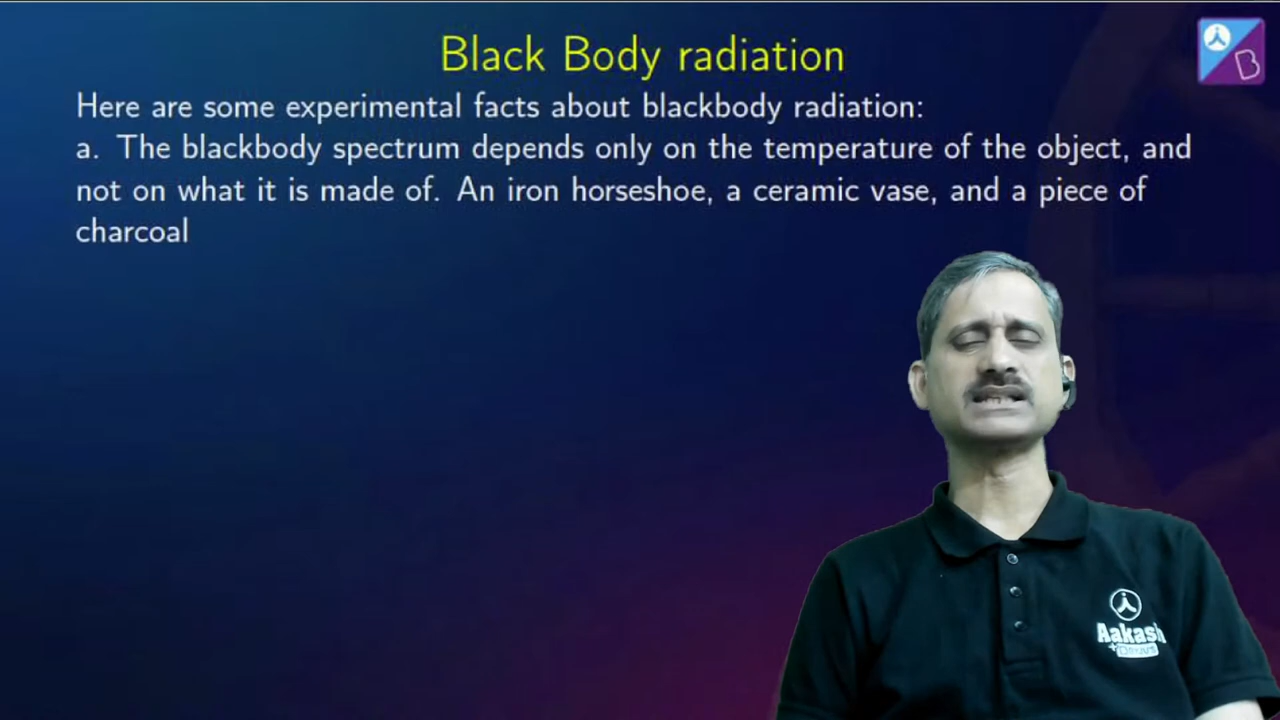 Black Body radiation
Here are some experimental facts about blackbody radiation:
a. The blackbody spectrum depends only on the temperature of the object, and
not on what it is made of. An iron horseshoe, a ceramic vase, and a piece of
charcoal
Aakash